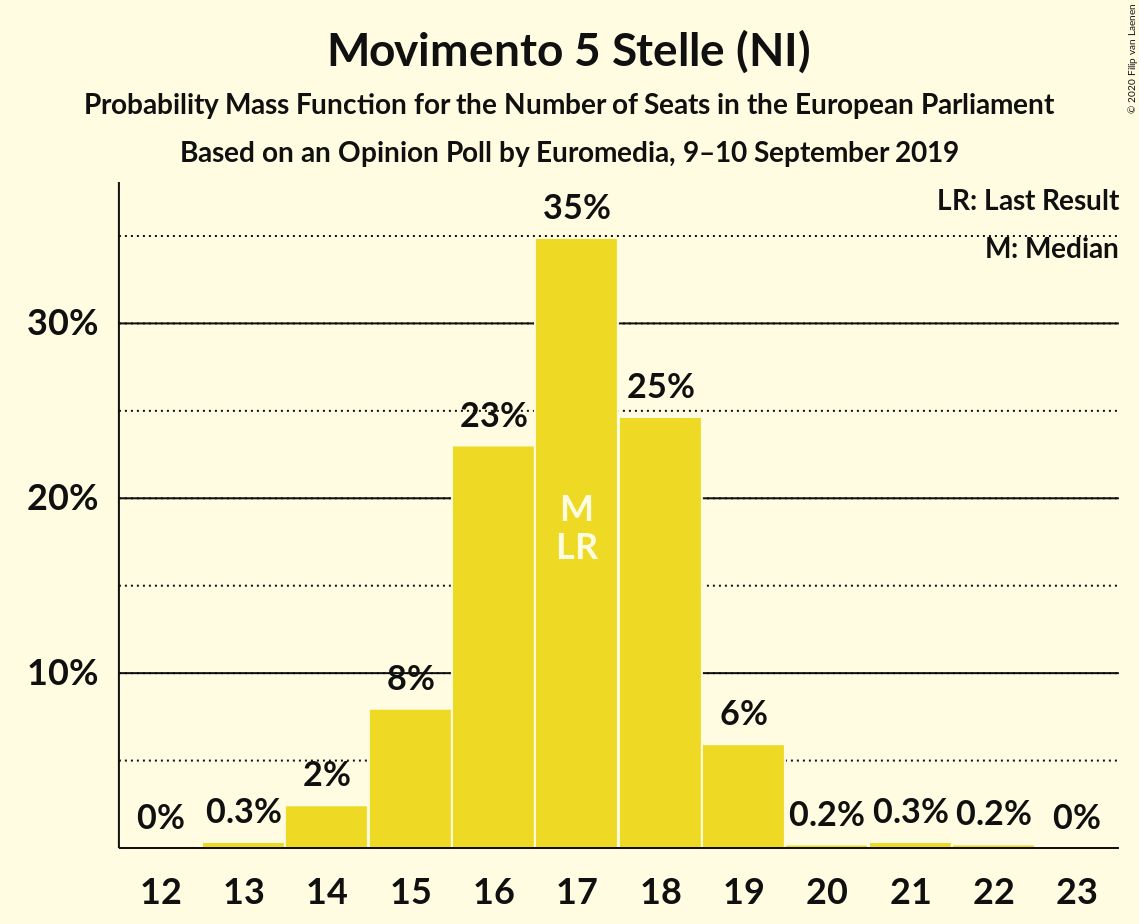 Movimento 5 Stelle (NI)
Probability Mass Function for the Number of Seats in the European Parliament
Based on an Opinion Poll by Euromedia, 9–10 September 2019
© 2020 Filip van Laenen
LR: Last Result
M: Median
30%
20%
10%
0%
0.3%
2%
8%
23%
35%
25%
6%
0.2%
0.3%
0.2%
0%
M
LR
12 13 14 15 16 17 18 19 20 21 22 23